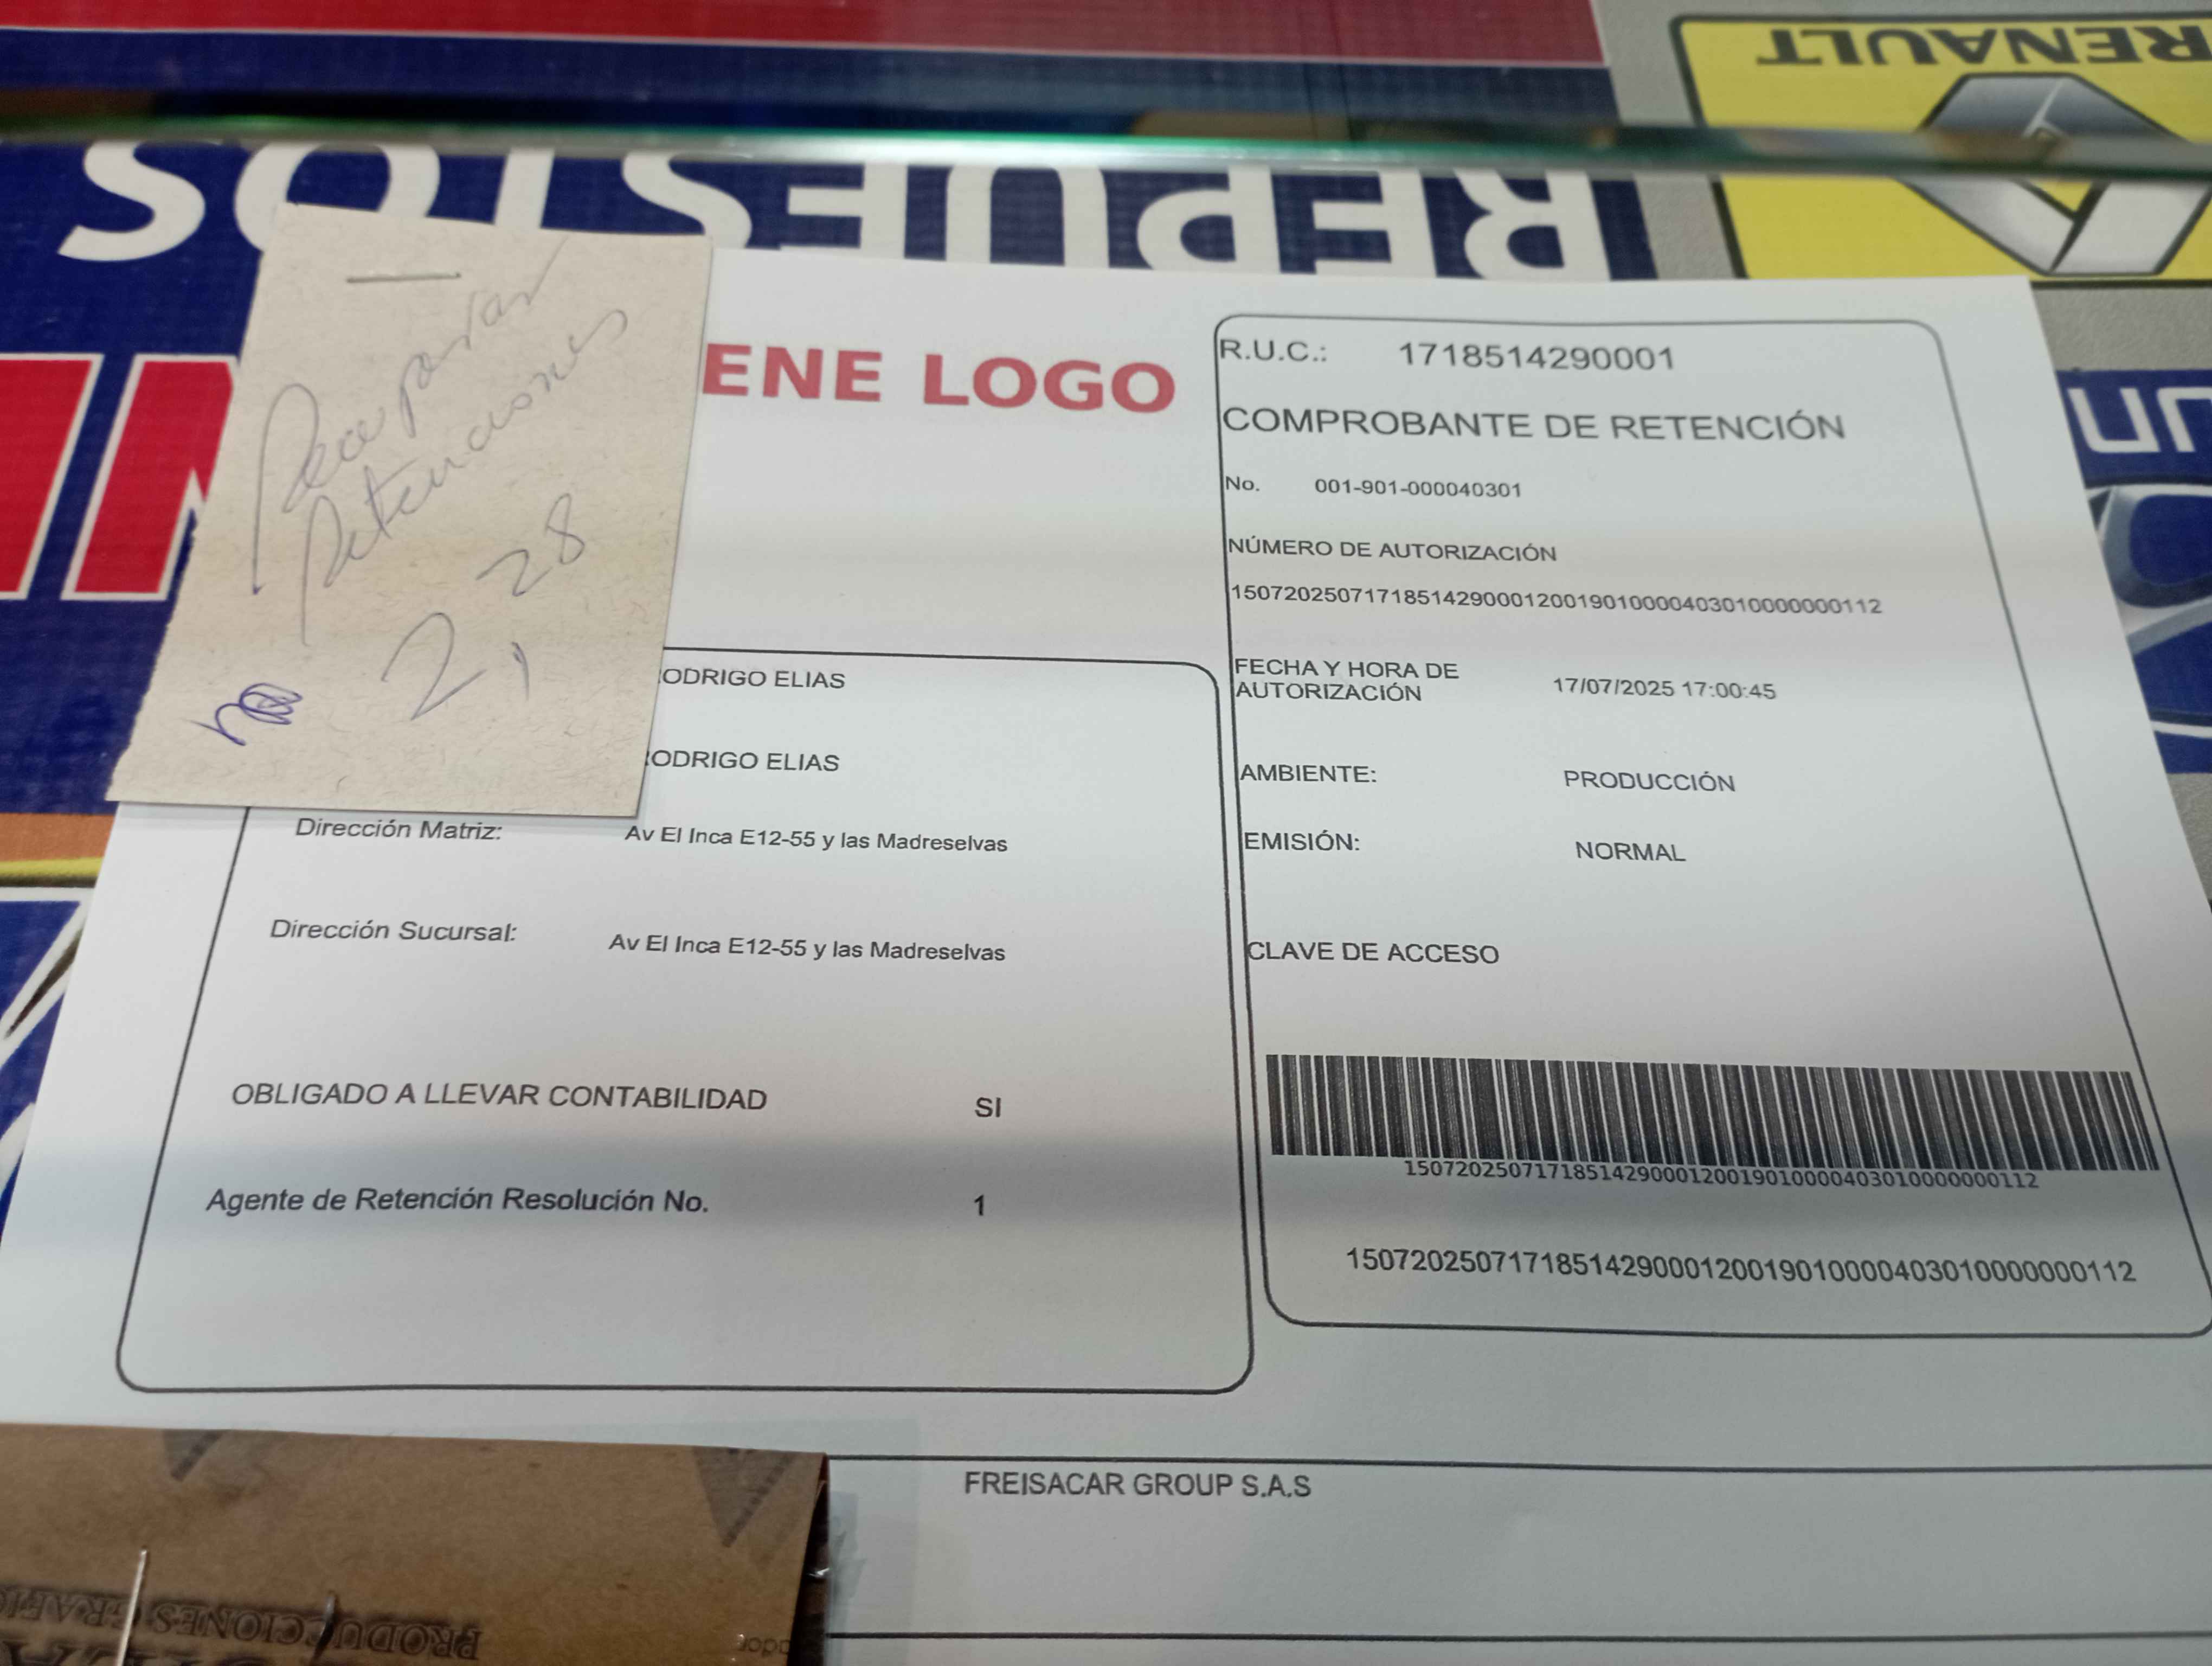 RENAULT
REPUESTOS
ENE LOGO
retenciones
2,28
ODRIGO ELIAS
ODRIGO ELIAS
Dirección Matriz: Av El Inca E12-55 y las Madreselvas
Dirección Sucursal: Av El Inca E12-55 y las Madreselvas
OBLIGADO A LLEVAR CONTABILIDAD SI
Agente de Retención Resolución No. 1
R.U.C.: 1718514290001
COMPROBANTE DE RETENCIÓN
No. 001-901-000040301
NÚMERO DE AUTORIZACIÓN
1507202507171851429000120019010000403010000000112
FECHA Y HORA DE
AUTORIZACIÓN 17/07/2025 17:00:45
AMBIENTE: PRODUCCIÓN
EMISIÓN: NORMAL
CLAVE DE ACCESO
1507202507171851429000120019010000403010000000112
1507202507171851429000120019010000403010000000112
FREISACAR GROUP S.A.S
PRODUCCIONES GRAFI